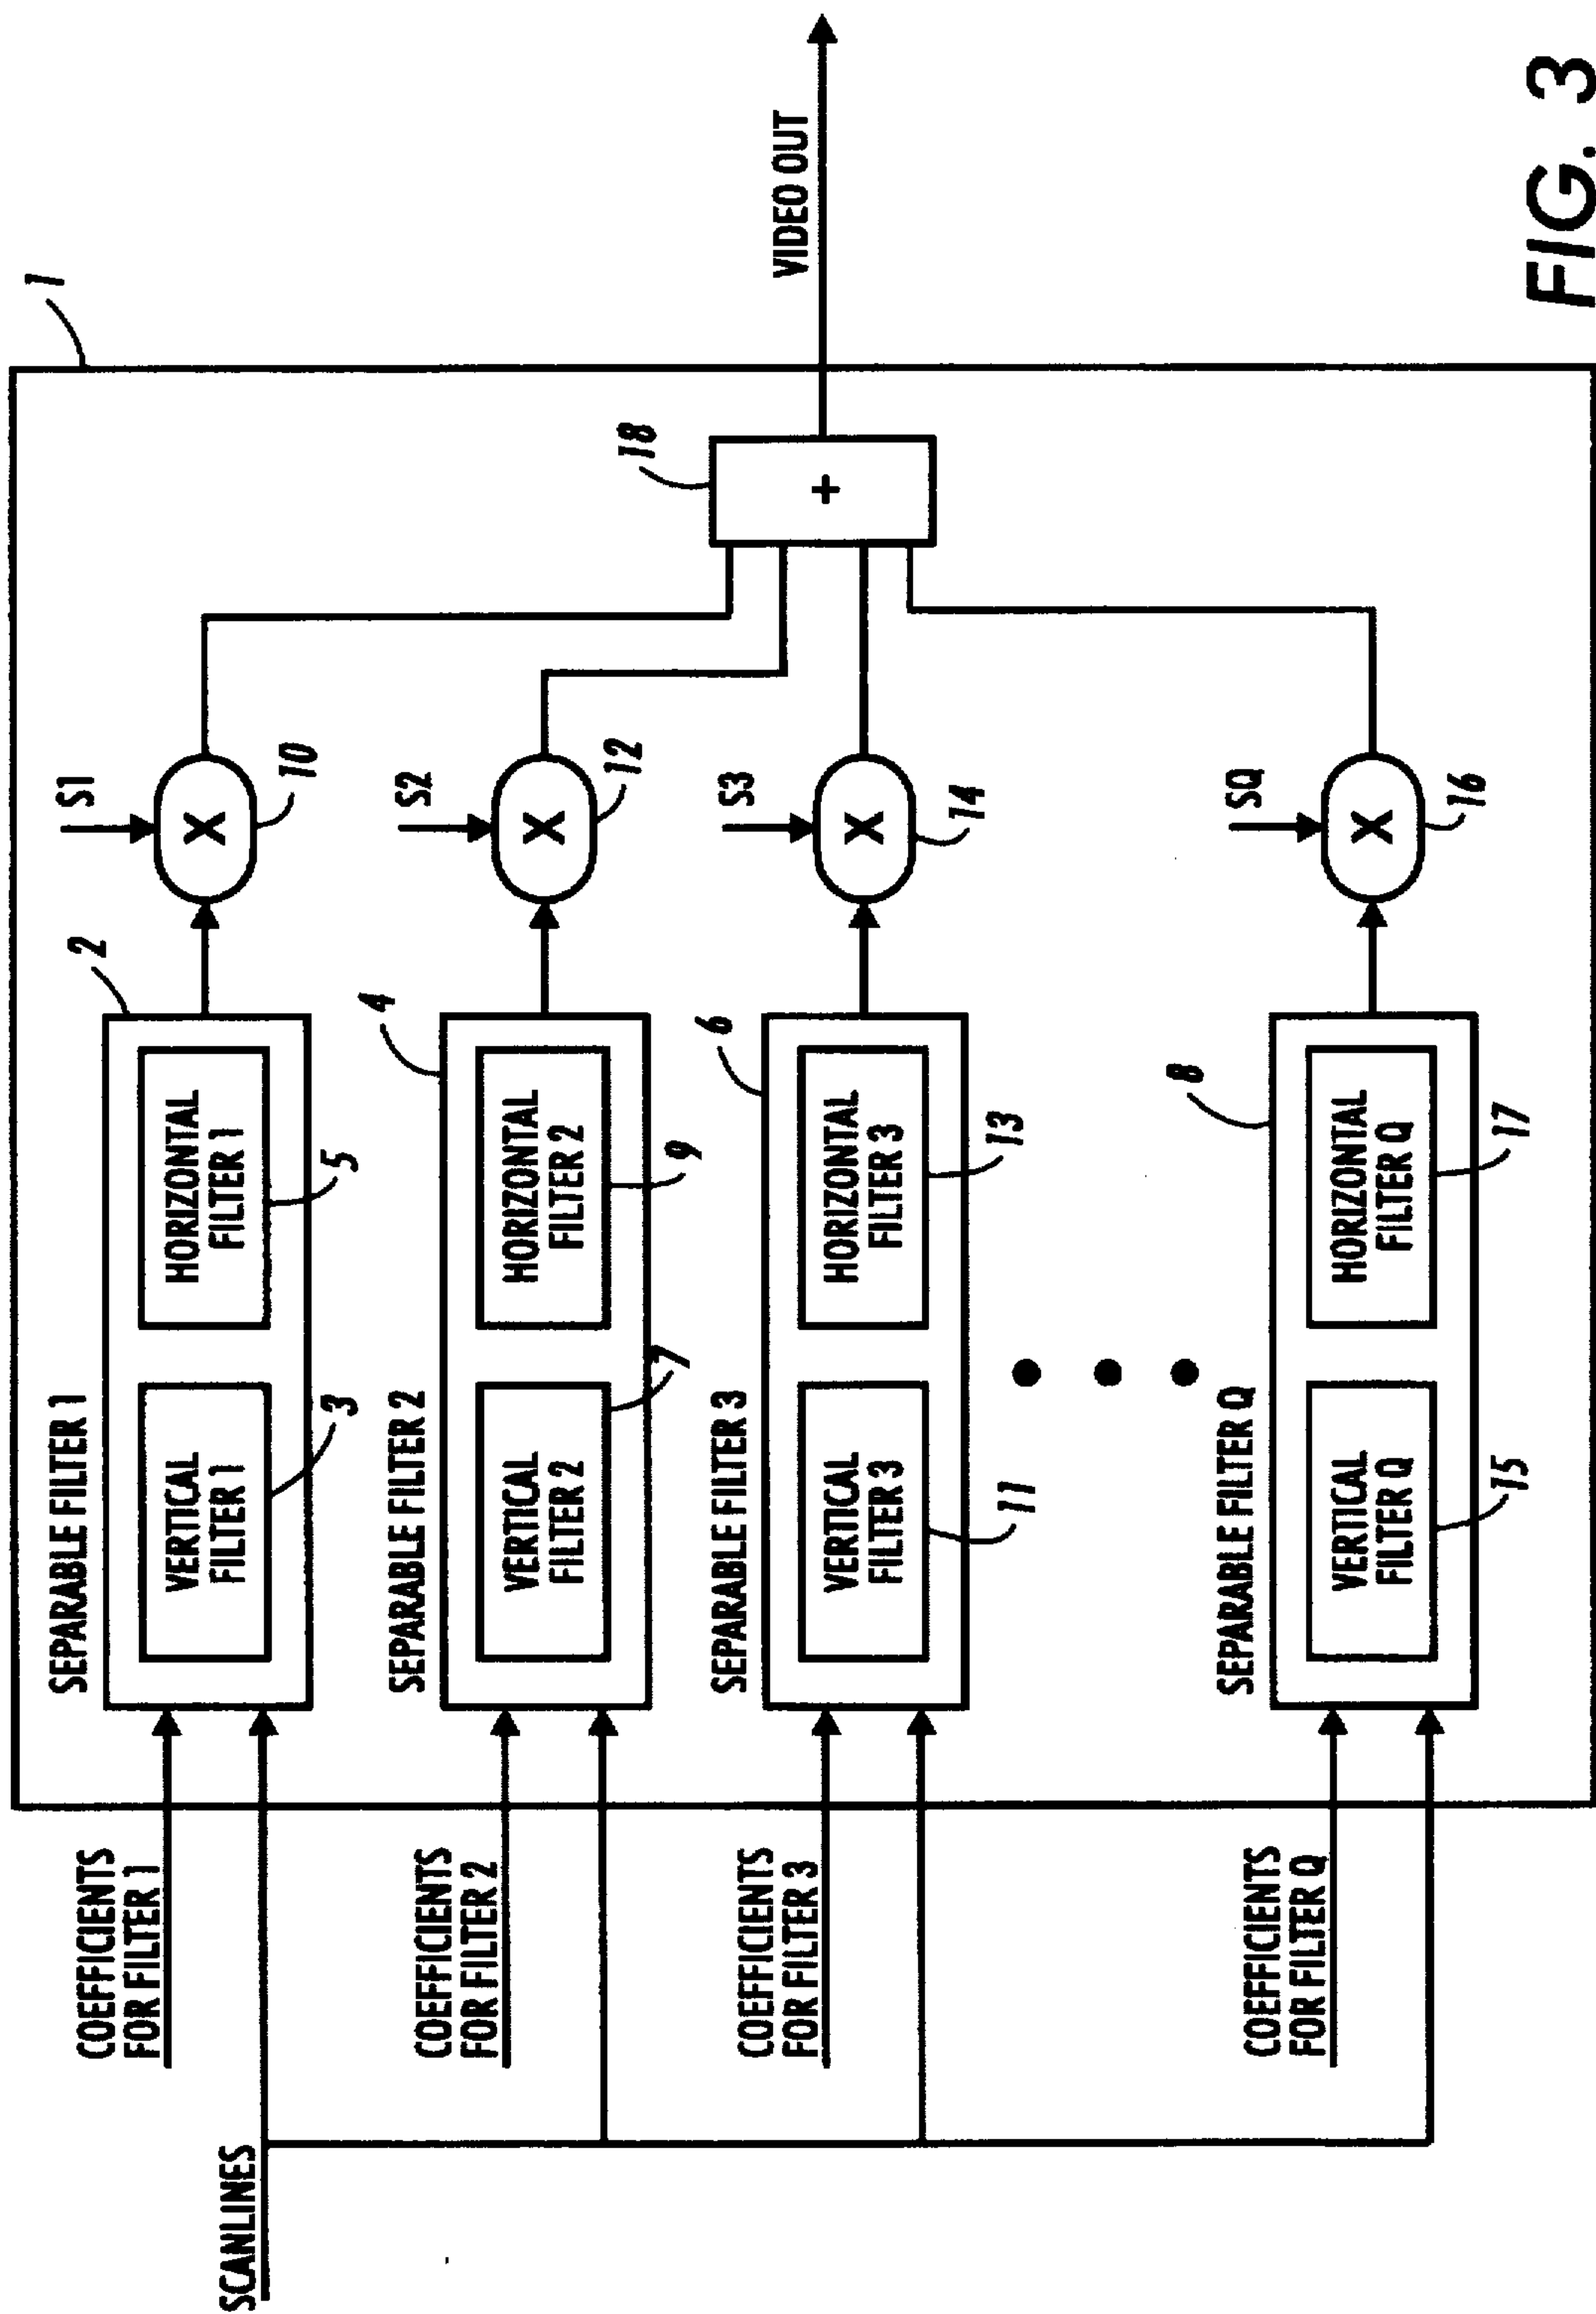 1
SEPARABLE FILTER 1
2
S1
COEFFICIENTS
FOR FILTER 1
VERTICAL
FILTER 1
HORIZONTAL
FILTER 1
X
3
5
10
SCANLINES
SEPARABLE FILTER 2
4
S2
COEFFICIENTS
FOR FILTER 2
VERTICAL
FILTER 2
HORIZONTAL
FILTER 2
X
7
9
12
18
+
VIDEO OUT
SEPARABLE FILTER 3
6
S3
COEFFICIENTS
FOR FILTER 3
VERTICAL
FILTER 3
HORIZONTAL
FILTER 3
X
11
13
14
SEPARABLE FILTER Q
8
SQ
COEFFICIENTS
FOR FILTER Q
VERTICAL
FILTER Q
HORIZONTAL
FILTER Q
X
15
17
16
FIG. 3